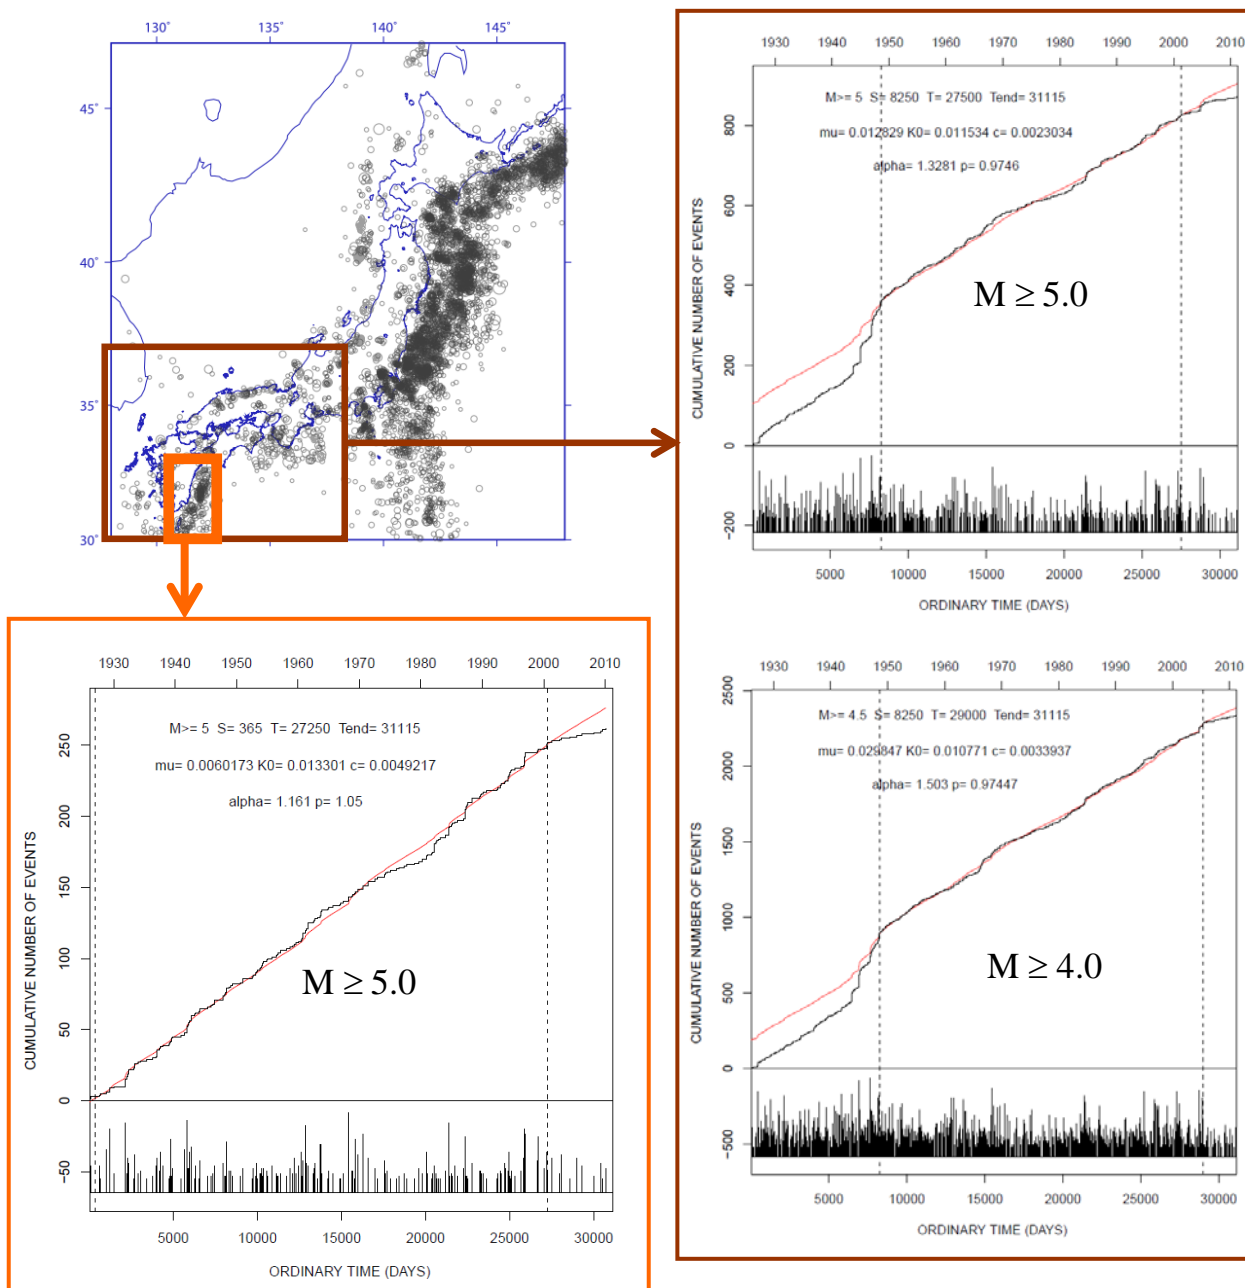 130° 135° 140° 145°
45°
40°
35°
30°
1930 1940 1950 1960 1970 1980 1990 2000 2010
M>= 5 S= 8250 T= 27500 Tend= 31115
mu= 0.012829 K0= 0.011534 c= 0.0023034
alpha= 1.3281 p= 0.9746
M ≥ 5.0
CUMULATIVE NUMBER OF EVENTS
800
600
400
200
0
−200
5000 10000 15000 20000 25000 30000
ORDINARY TIME (DAYS)
1930 1940 1950 1960 1970 1980 1990 2000 2010
M>= 5 S= 365 T= 27250 Tend= 31115
mu= 0.0060173 K0= 0.013301 c= 0.0049217
alpha= 1.161 p= 1.05
M ≥ 5.0
CUMULATIVE NUMBER OF EVENTS
250
200
150
100
50
0
−50
5000 10000 15000 20000 25000 30000
ORDINARY TIME (DAYS)
1930 1940 1950 1960 1970 1980 1990 2000 2010
M>= 4.5 S= 8250 T= 29000 Tend= 31115
mu= 0.029847 K0= 0.010771 c= 0.0033937
alpha= 1.503 p= 0.97447
M ≥ 4.0
CUMULATIVE NUMBER OF EVENTS
2500
2000
1500
1000
500
0
−500
5000 10000 15000 20000 25000 30000
ORDINARY TIME (DAYS)